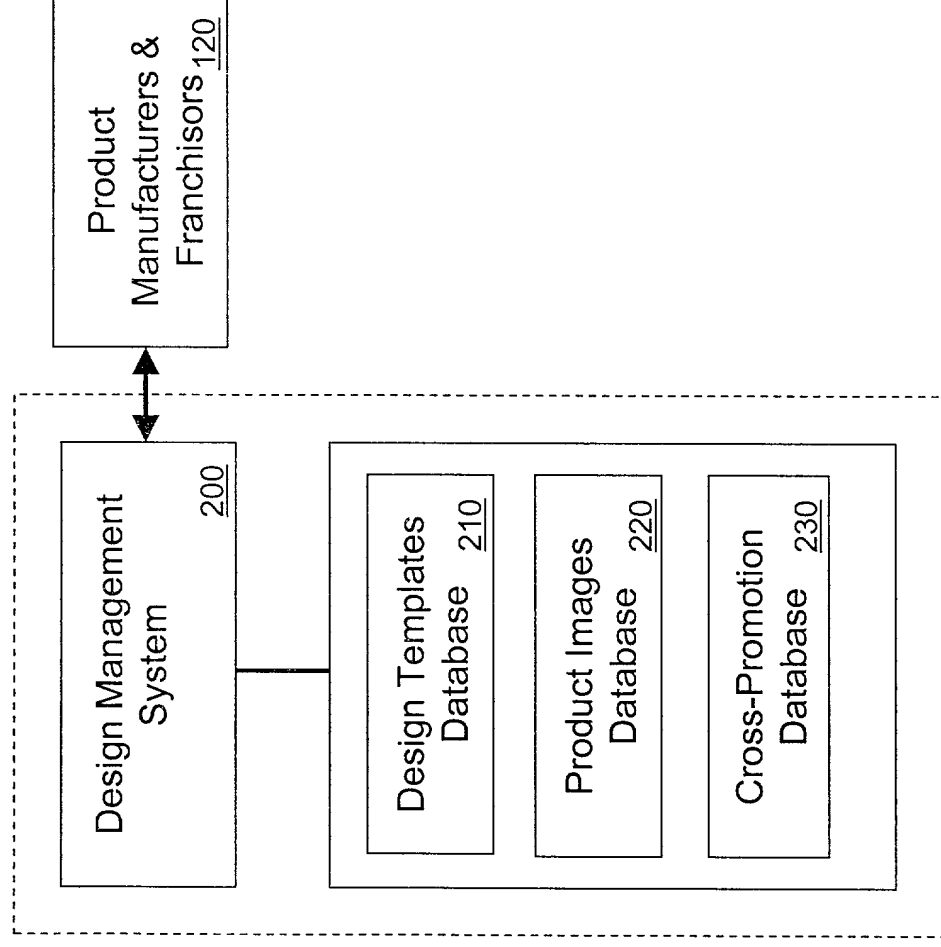 Product
Manufacturers &
Franchisors 120
Design Management
System
200
Design Templates
Database 210
Product Images
Database 220
Cross-Promotion
Database 230